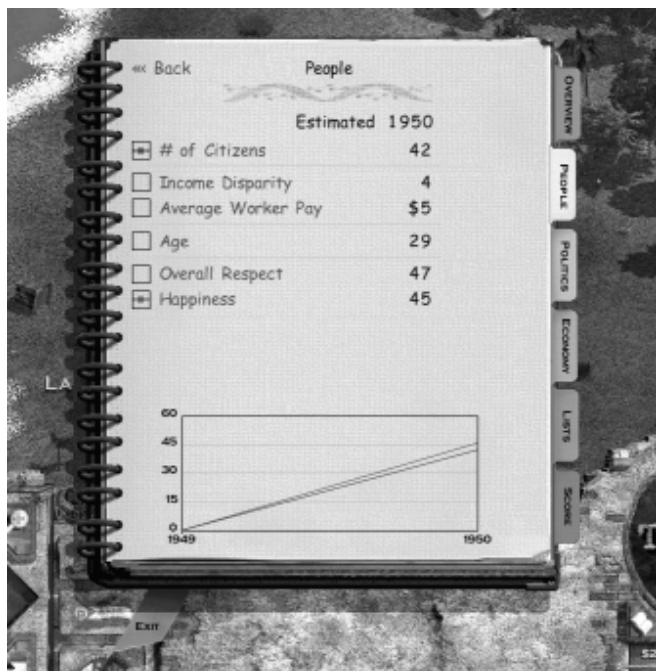 «« Back
People
Estimated 1950
# of Citizens 42
Income Disparity 4
Average Worker Pay $5
Age 29
Overall Respect 47
Happiness 45
60
45
30
15
0
1949 1950
OVERVIEW
PEOPLE
POLITICS
ECONOMY
LISTS
SCORE
LA
EXIT
T